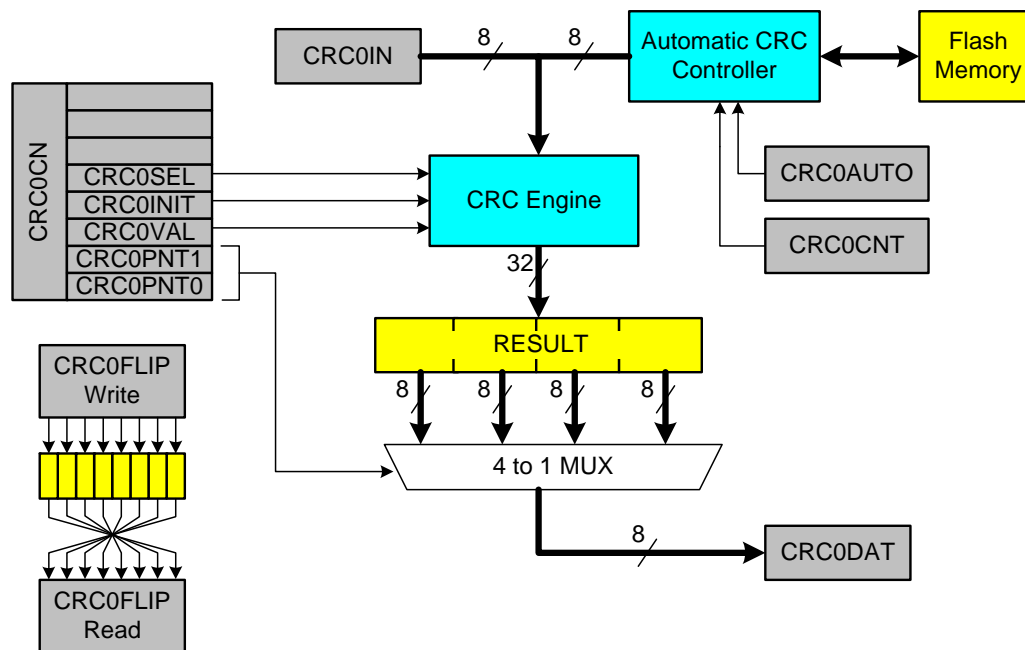 CRC0IN
8
8
Automatic CRC
Controller
Flash
Memory
CRC0CN
CRC0SEL
CRC0INIT
CRC0VAL
CRC0PNT1
CRC0PNT0
CRC Engine
CRC0AUTO
CRC0CNT
32
RESULT
8
8
8
8
4 to 1 MUX
8
CRC0DAT
CRC0FLIP
Write
CRC0FLIP
Read